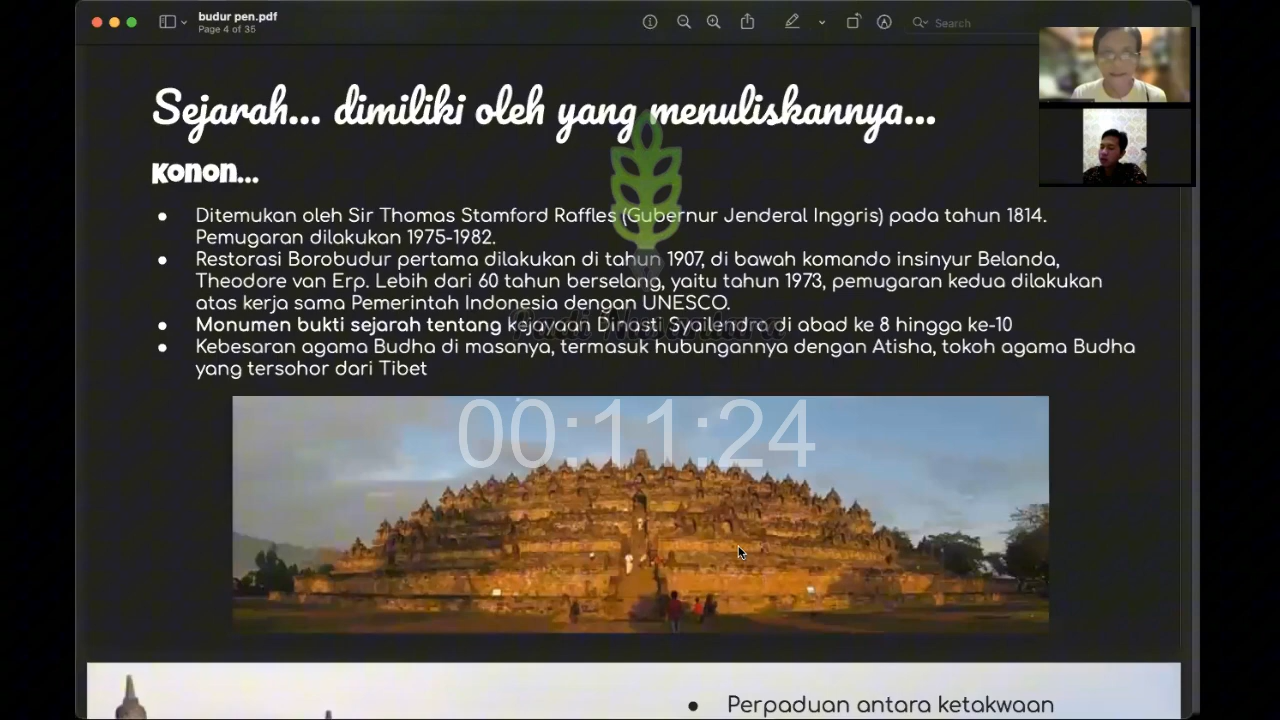 budur pen.pdf
Page 4 of 35
Search
Sejarah... dimiliki oleh yang menuliskannya...
Konon...
● Ditemukan oleh Sir Thomas Stamford Raffles (Gubernur Jenderal Inggris) pada tahun 1814.
Pemugaran dilakukan 1975-1982.
● Restorasi Borobudur pertama dilakukan di tahun 1907, di bawah komando insinyur Belanda,
Theodore van Erp. Lebih dari 60 tahun berselang, yaitu tahun 1973, pemugaran kedua dilakukan
atas kerja sama Pemerintah Indonesia dengan UNESCO.
● Monumen bukti sejarah tentang kejayaan Dinasti Syailendra di abad ke 8 hingga ke-10
Padi Nusantara
● Kebesaran agama Budha di masanya, termasuk hubungannya dengan Atisha, tokoh agama Budha
yang tersohor dari Tibet
00:11:24
● Perpaduan antara ketakwaan